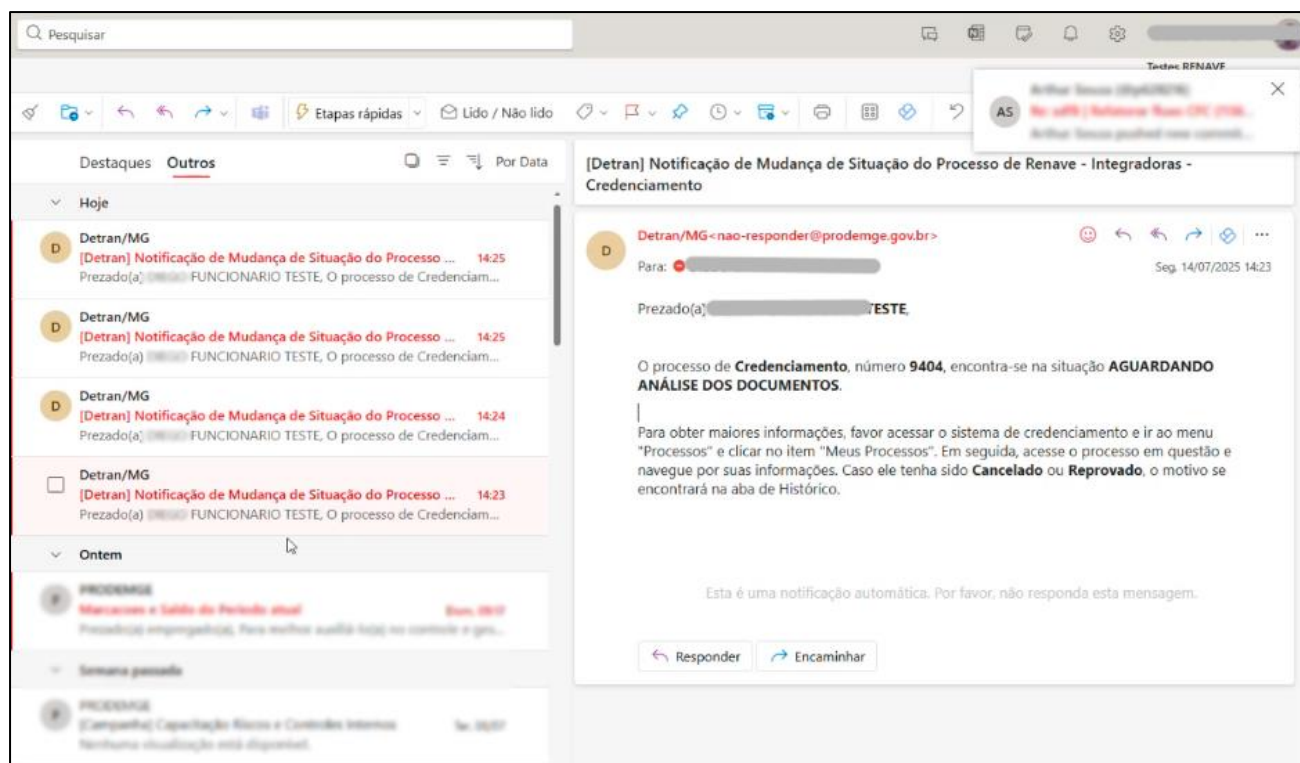 Pesquisar
Testes RENAVE
Etapas rápidas
Lido / Não lido
AS
Destaques Outros Por Data
Hoje
D
Detran/MG
[Detran] Notificação de Mudança de Situação do Processo ... 14:25
Prezado(a) FUNCIONARIO TESTE, O processo de Credenciam...
D
Detran/MG
[Detran] Notificação de Mudança de Situação do Processo ... 14:25
Prezado(a) FUNCIONARIO TESTE, O processo de Credenciam...
D
Detran/MG
[Detran] Notificação de Mudança de Situação do Processo ... 14:24
Prezado(a) FUNCIONARIO TESTE, O processo de Credenciam...
Detran/MG
[Detran] Notificação de Mudança de Situação do Processo ... 14:23
Prezado(a) FUNCIONARIO TESTE, O processo de Credenciam...
Ontem
[Detran] Notificação de Mudança de Situação do Processo de Renave - Integradoras -
Credenciamento
D
Detran/MG<nao-responder@prodemge.gov.br>
Para:
Seg. 14/07/2025 14:23
Prezado(a) TESTE,
O processo de Credenciamento, número 9404, encontra-se na situação AGUARDANDO
ANÁLISE DOS DOCUMENTOS.
Para obter maiores informações, favor acessar o sistema de credenciamento e ir ao menu
"Processos" e clicar no item "Meus Processos". Em seguida, acesse o processo em questão e
navegue por suas informações. Caso ele tenha sido Cancelado ou Reprovado, o motivo se
encontrará na aba de Histórico.
Esta é uma notificação automática. Por favor, não responda esta mensagem.
Responder
Encaminhar